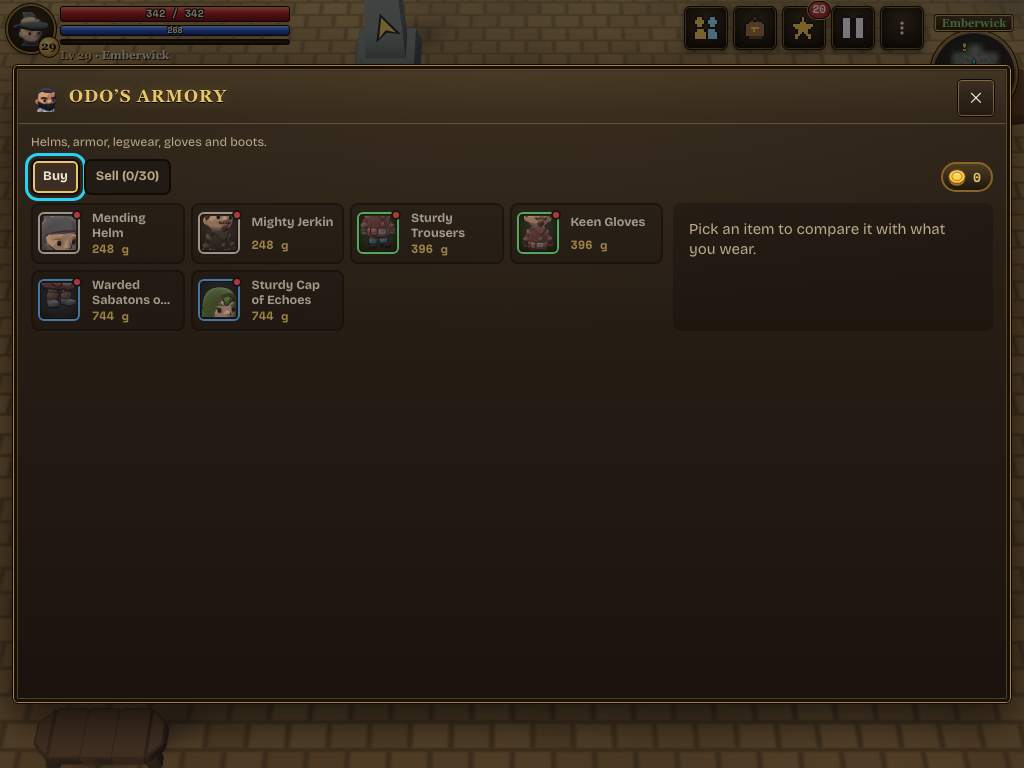 342 / 342
268
29
Lv 29 · Emberwick
20
Emberwick
ODO'S ARMORY
Helms, armor, legwear, gloves and boots.
Buy
Sell (0/30)
0
Mending Helm
248 g
Mighty Jerkin
248 g
Sturdy Trousers
396 g
Keen Gloves
396 g
Warded Sabatons o...
744 g
Sturdy Cap of Echoes
744 g
Pick an item to compare it with what
you wear.